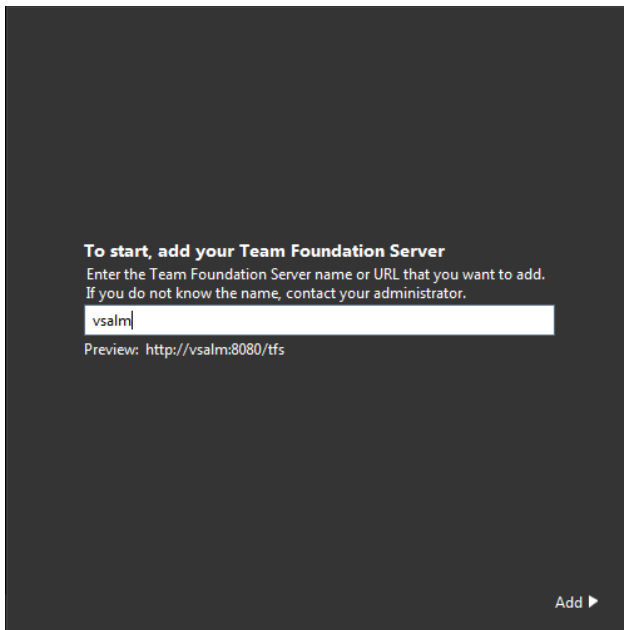 To start, add your Team Foundation Server
Enter the Team Foundation Server name or URL that you want to add.
If you do not know the name, contact your administrator.
vsalm
Preview: http://vsalm:8080/tfs
Add